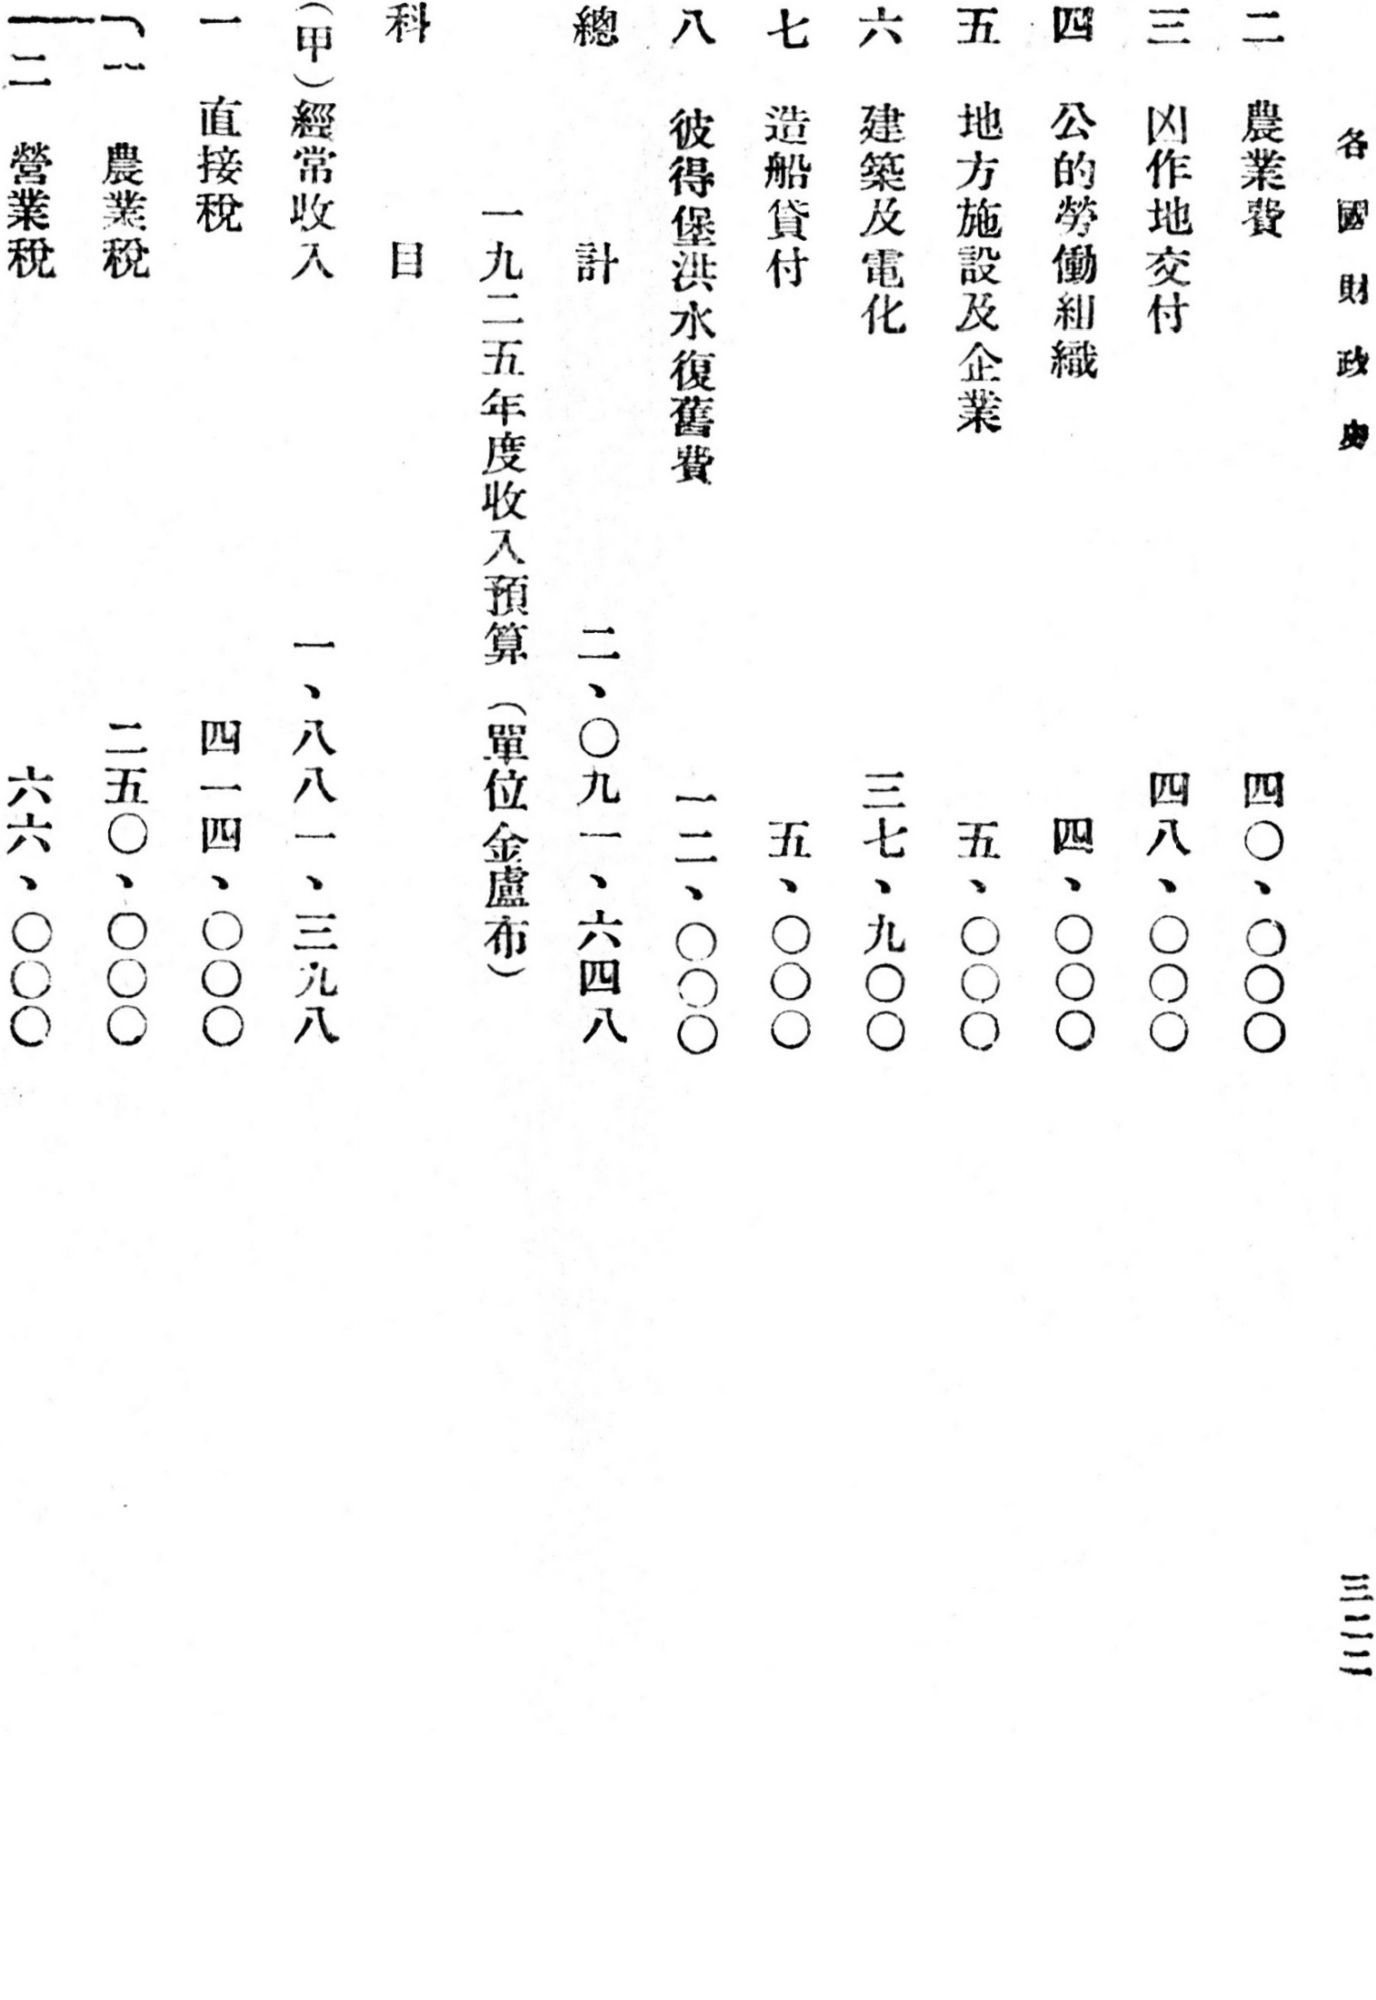 各國財政史
三二二
二 農業費 四〇、〇〇〇
三 凶作地交付 四八、〇〇〇
四 公的勞働組織 四、〇〇〇
五 地方施設及企業 五、〇〇〇
六 建築及電化 三七、九〇〇
七 造船貸付 五、〇〇〇
八 彼得堡洪水復舊費 一二、〇〇〇
總計 二、〇九一、六四八
一九二五年度收入預算（單位金盧布）
科目
（甲）經常收入 一、八八一、三九八
一 直接稅 四一四、〇〇〇
一 農業稅 二五〇、〇〇〇
二 營業稅 六六、〇〇〇